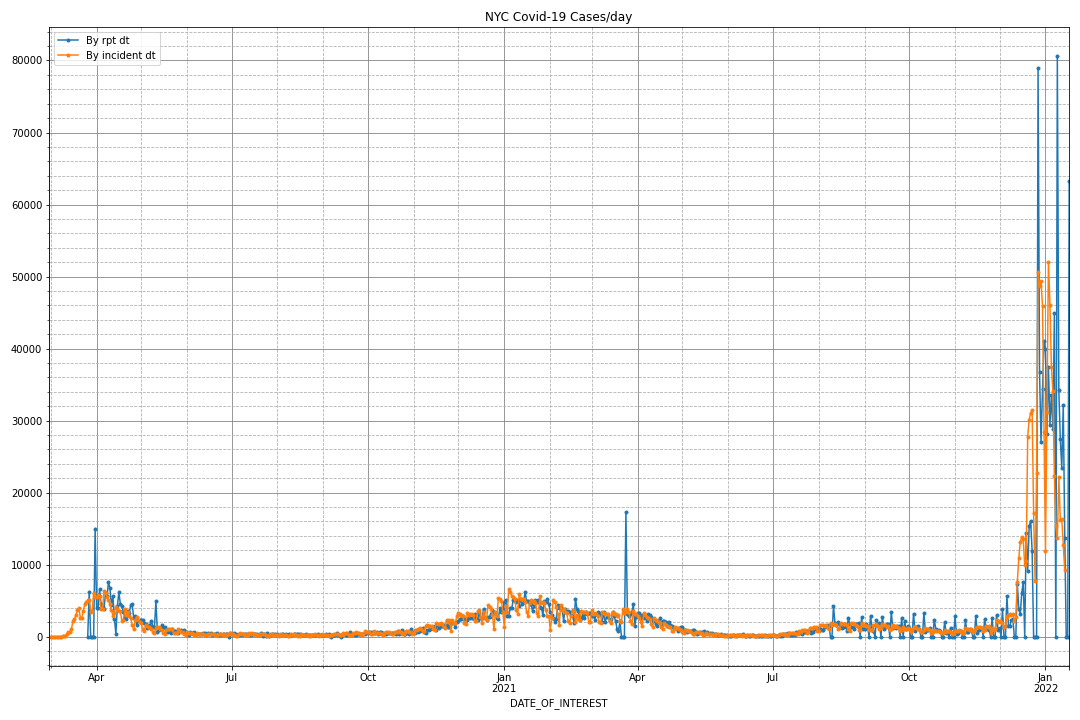 NYC Covid-19 Cases/day
By rpt dt
By incident dt
80000
70000
60000
50000
40000
30000
20000
10000
0
Apr Jul Oct Jan Apr Jul Oct Jan
2021 2022
DATE_OF_INTEREST